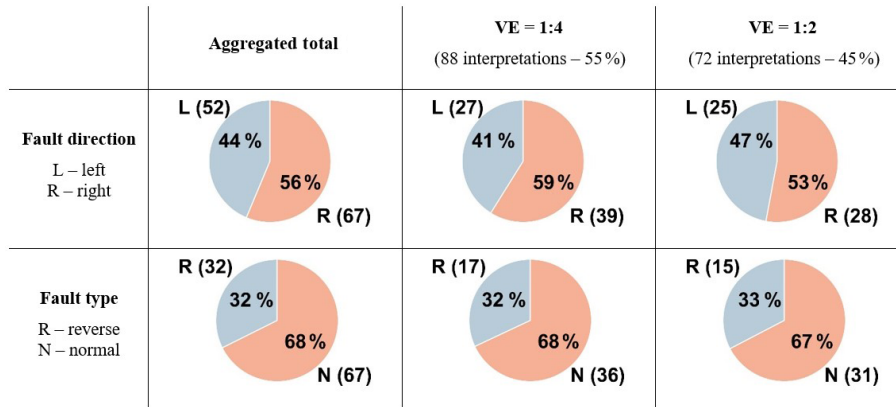 Aggregated total
VE = 1:4
(88 interpretations – 55 %)
VE = 1:2
(72 interpretations – 45 %)
Fault direction
L – left
R – right
L (52)
44 %
56 %
R (67)
L (27)
41 %
59 %
R (39)
L (25)
47 %
53 %
R (28)
Fault type
R – reverse
N – normal
R (32)
32 %
68 %
N (67)
R (17)
32 %
68 %
N (36)
R (15)
33 %
67 %
N (31)